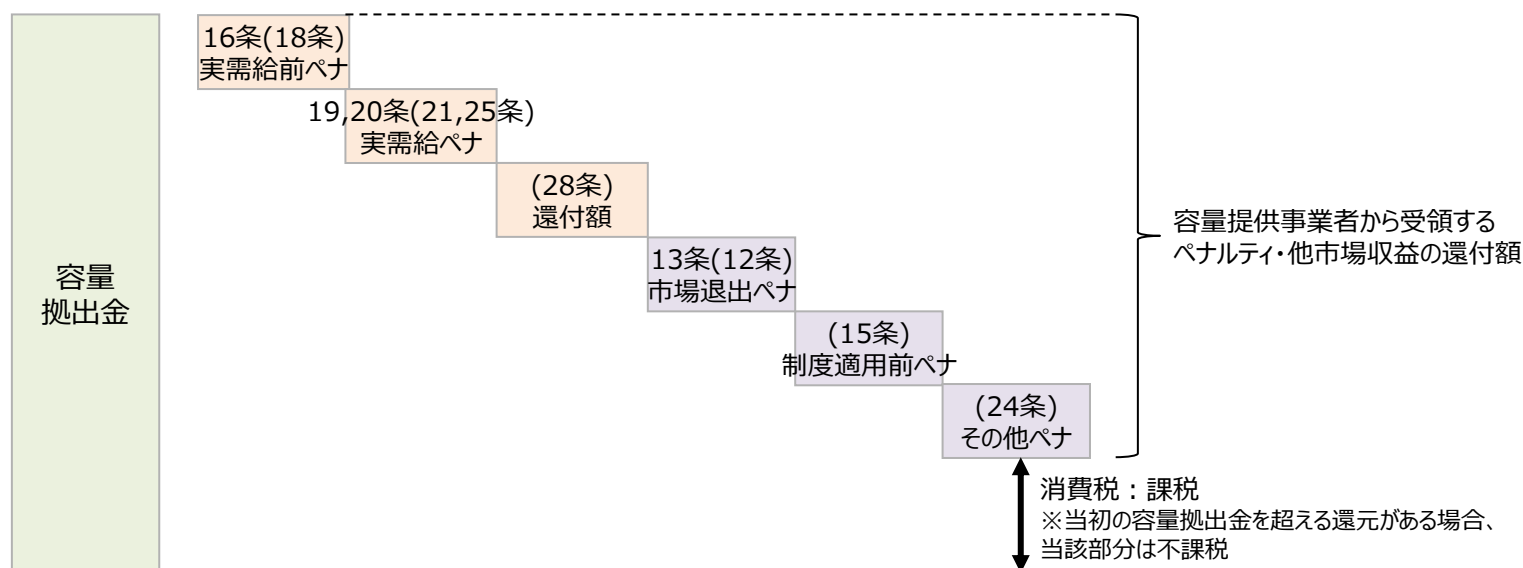 容量
拠出金
16条(18条)
実需給前ペナ
19,20条(21,25条)
実需給ペナ
(28条)
還付額
13条(12条)
市場退出ペナ
(15条)
制度適用前ペナ
(24条)
その他ペナ
容量提供事業者から受領する
ペナルティ・他市場収益の還付額
消費税：課税
※当初の容量拠出金を超える還元がある場合、
当該部分は不課税